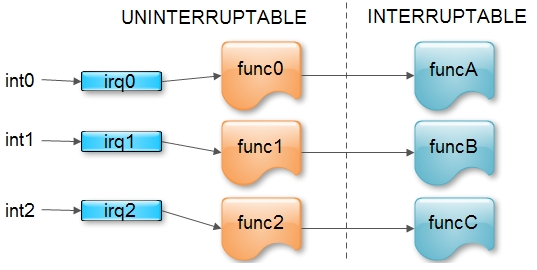 UNINTERRUPTABLE INTERRUPTABLE
int0 irq0 func0 funcA
int1 irq1 func1 funcB
int2 irq2 func2 funcC